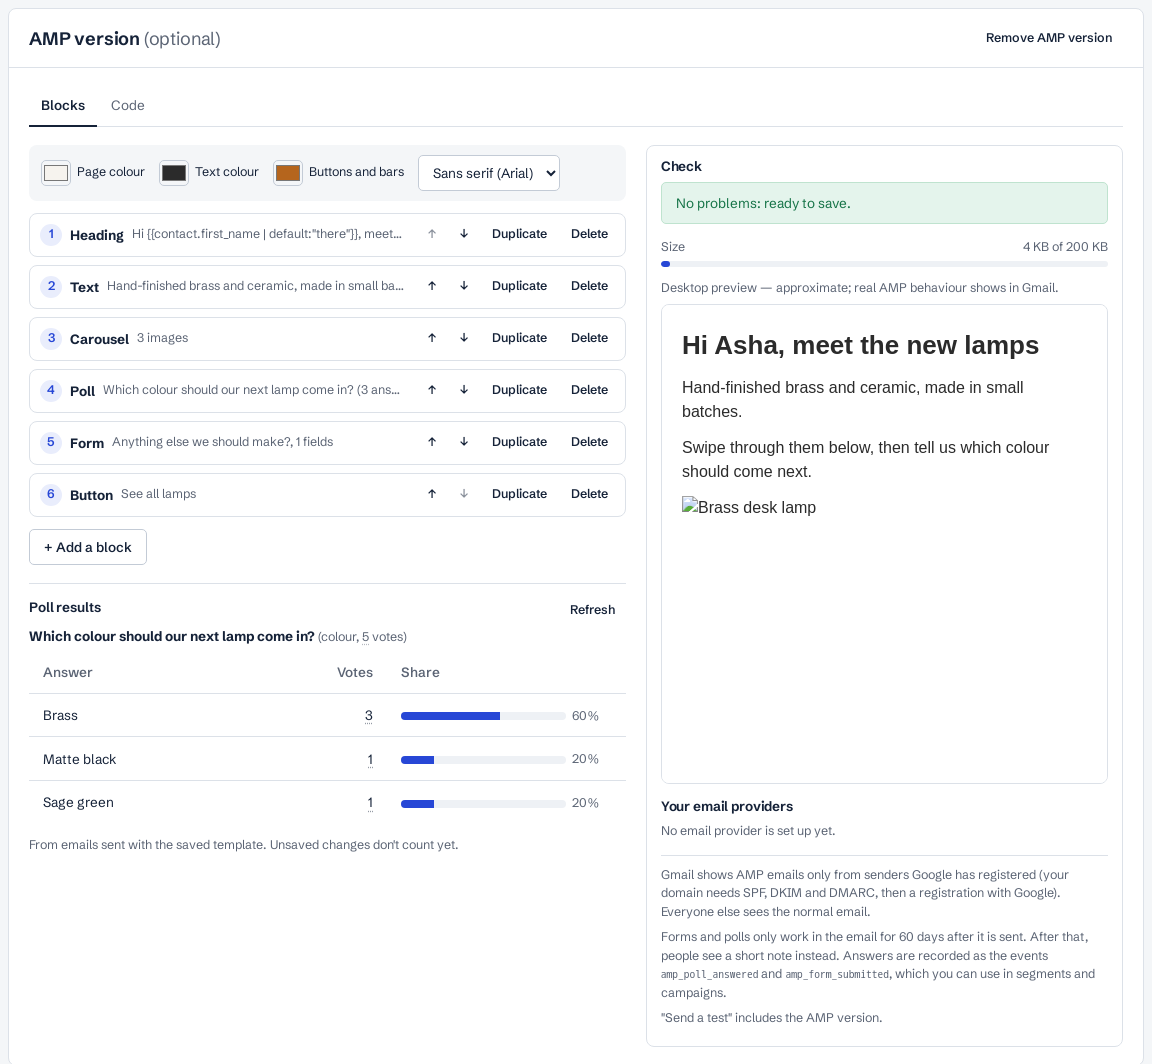 AMP version (optional)
Remove AMP version
Blocks
Code
Page colour
Text colour
Buttons and bars
Sans serif (Arial)
1 Heading Hi {{contact.first_name | default:"there"}}, meet... ↑ ↓ Duplicate Delete
2 Text Hand-finished brass and ceramic, made in small ba... ↑ ↓ Duplicate Delete
3 Carousel 3 images ↑ ↓ Duplicate Delete
4 Poll Which colour should our next lamp come in? (3 ans... ↑ ↓ Duplicate Delete
5 Form Anything else we should make?, 1 fields ↑ ↓ Duplicate Delete
6 Button See all lamps ↑ ↓ Duplicate Delete
+ Add a block
Poll results
Refresh
Which colour should our next lamp come in? (colour, 5 votes)
Answer Votes Share
Brass 3 60%
Matte black 1 20%
Sage green 1 20%
From emails sent with the saved template. Unsaved changes don't count yet.
Check
No problems: ready to save.
Size 4 KB of 200 KB
Desktop preview — approximate; real AMP behaviour shows in Gmail.
Hi Asha, meet the new lamps
Hand-finished brass and ceramic, made in small
batches.
Swipe through them below, then tell us which colour
should come next.
Brass desk lamp
Your email providers
No email provider is set up yet.
Gmail shows AMP emails only from senders Google has registered (your
domain needs SPF, DKIM and DMARC, then a registration with Google).
Everyone else sees the normal email.
Forms and polls only work in the email for 60 days after it is sent. After that,
people see a short note instead. Answers are recorded as the events
amp_poll_answered and amp_form_submitted, which you can use in segments and
campaigns.
"Send a test" includes the AMP version.